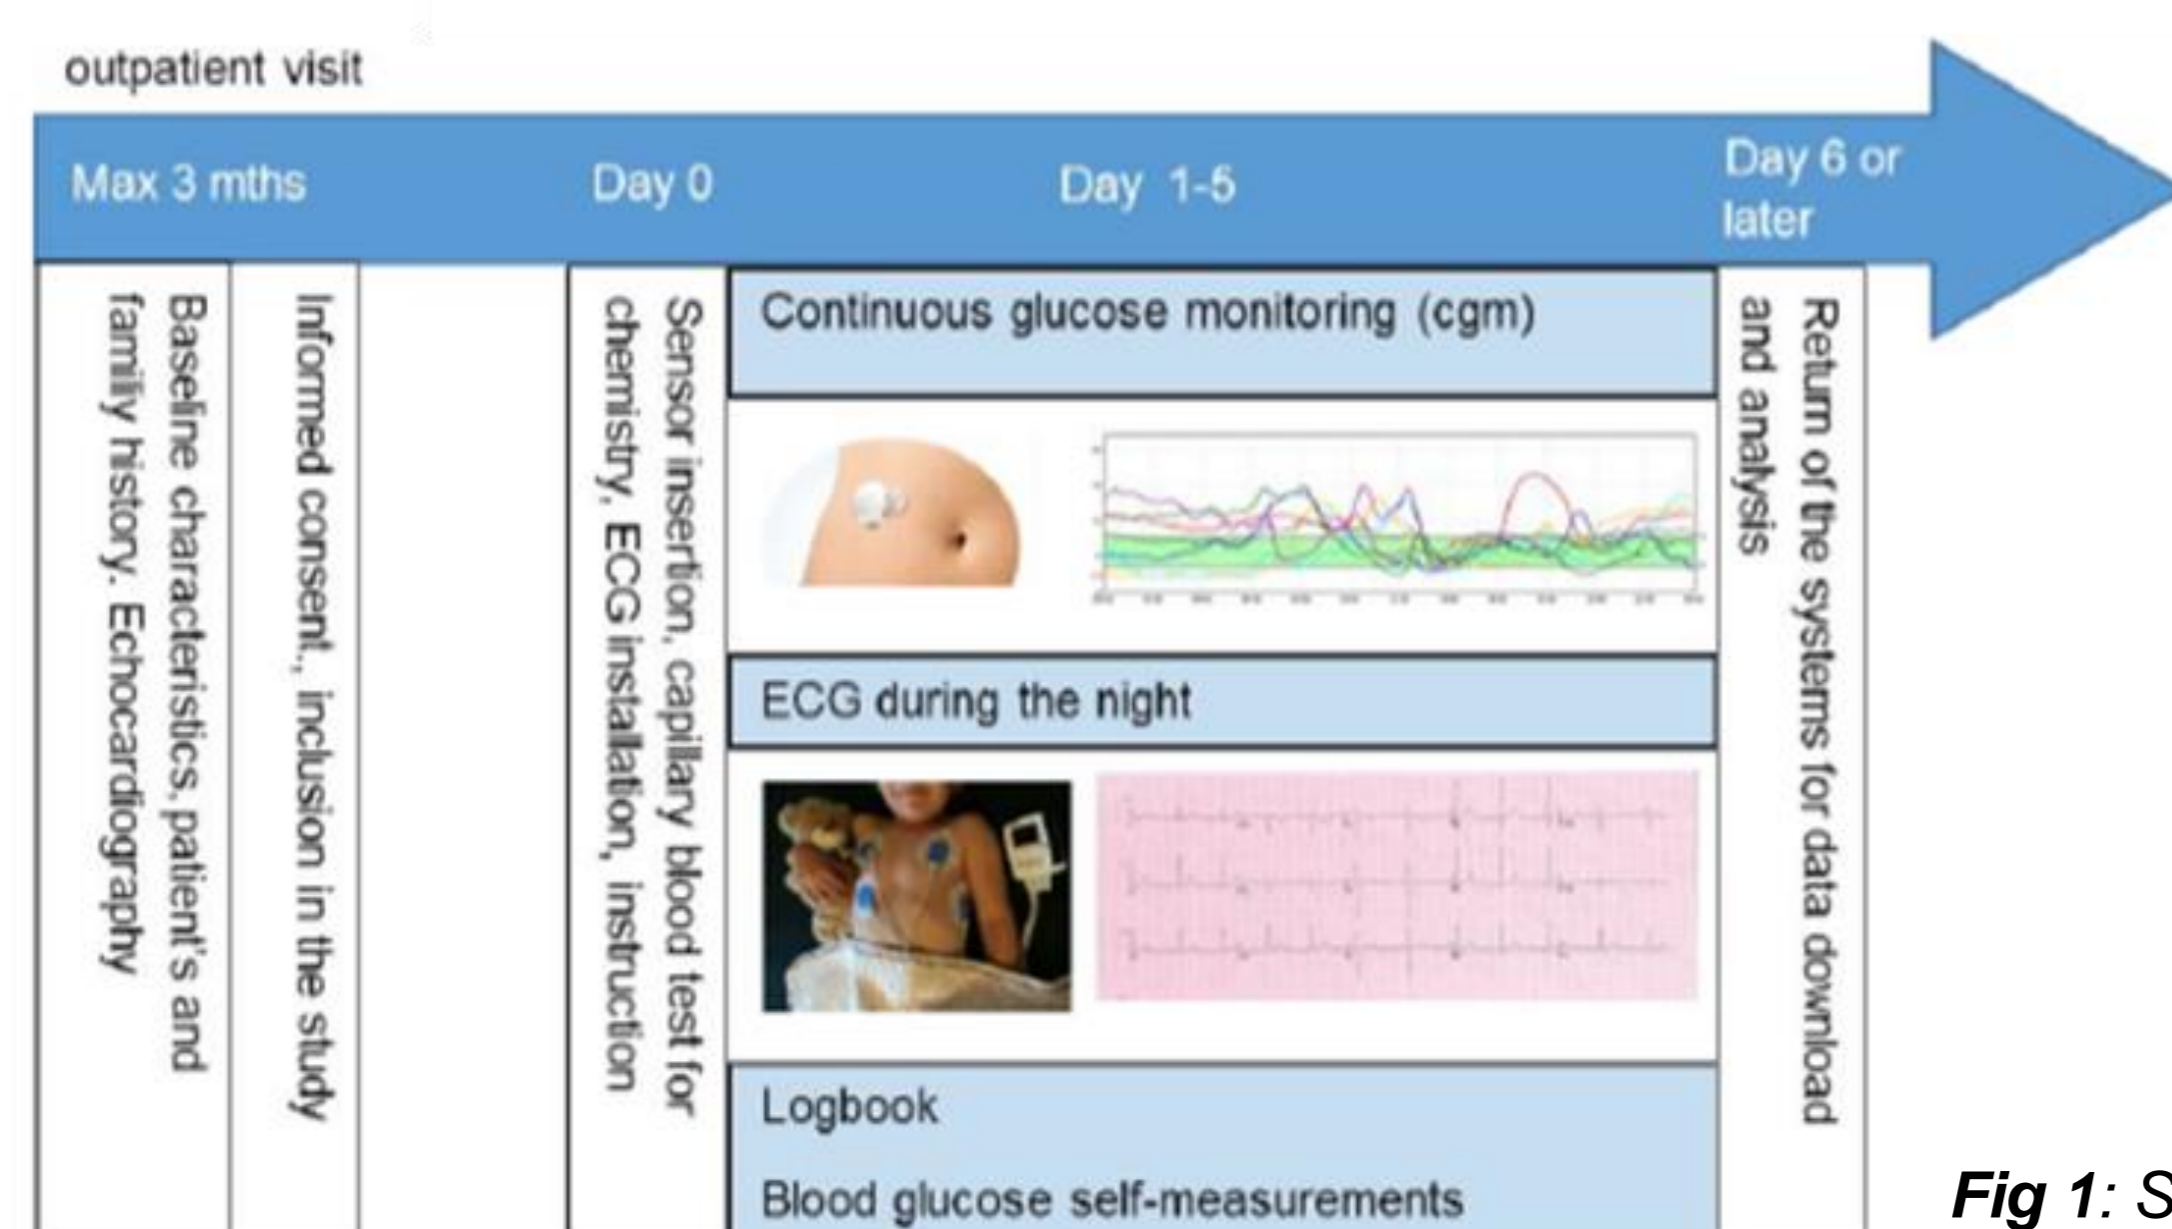 outpatient visit
Max 3 mths
Day 0
Day 1-5
Day 6 or
later
Baseline characteristics, patient's and
familiy history. Echocardiography
Informed consent., inclusion in the study
Sensor insertion, capillary blood test for
chemistry, ECG installation, instruction
Continuous glucose monitoring (cgm)
ECG during the night
Logbook
Blood glucose self-measurements
Return of the systems for data download
and analysis
Fig 1: S